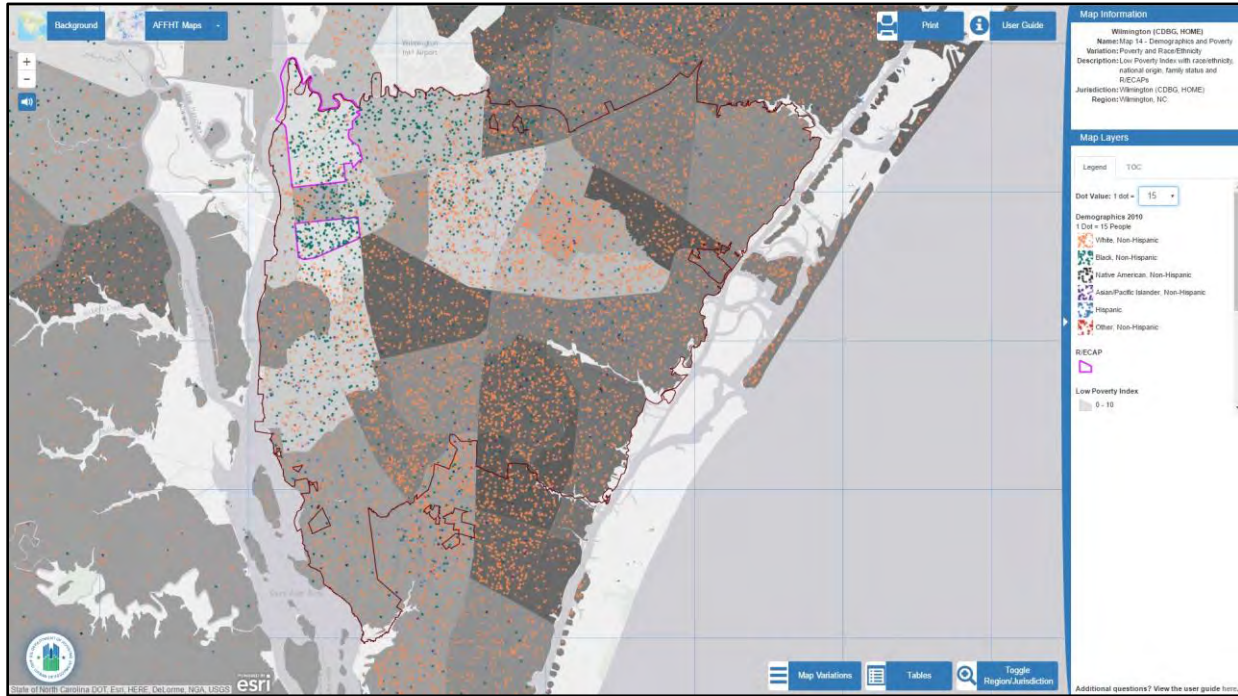 Background
AFFHT Maps
Print
User Guide
+
−
Wilmington
Int'l Airport
Map Information
Wilmington (CDBG, HOME)
Name: Map 14 - Demographics and Poverty
Variation: Poverty and Race/Ethnicity
Description: Low Poverty Index with race/ethnicity,
national origin, family status and
R/ECAPs
Jurisdiction: Wilmington (CDBG, HOME)
Region: Wilmington, NC
Map Layers
Legend
TOC
Dot Value: 1 dot =
15
Demographics 2010
1 Dot = 15 People
White, Non-Hispanic
Black, Non-Hispanic
Native American, Non-Hispanic
Asian/Pacific Islander, Non-Hispanic
Hispanic
Other, Non-Hispanic
R/ECAP
Low Poverty Index
0 - 10
Map Variations
Tables
Toggle
Region/Jurisdiction
State of North Carolina DOT, Esri, HERE, DeLorme, NGA, USGS
POWERED BY
esri
Additional questions? View the user guide here